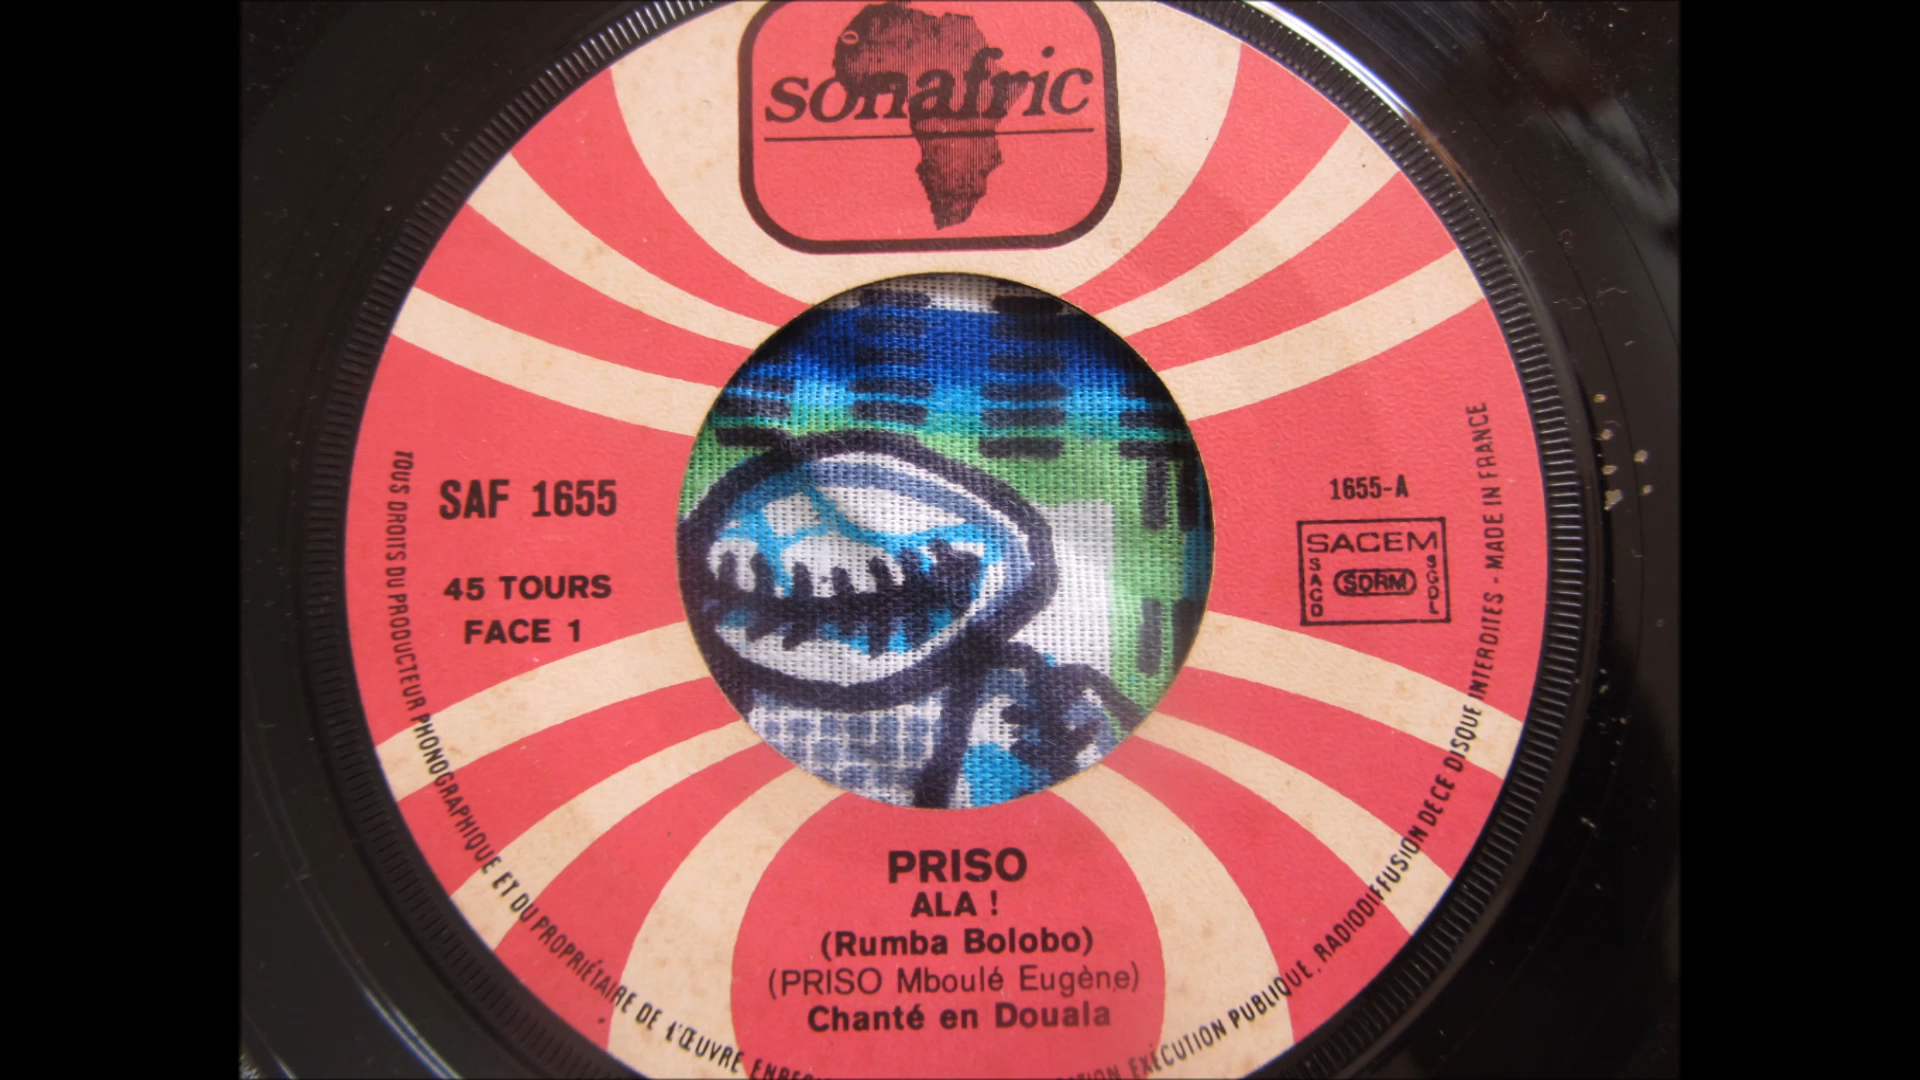 sonafric
SAF 1655
45 TOURS
FACE 1
1655-A
SACEM
SACD
SDRM
SGDL
PRISO
ALA !
(Rumba Bolobo)
(PRISO Mboulé Eugène)
Chanté en Douala
TOUS DROITS DU PRODUCTEUR PHONOGRAPHIQUE ET DU PROPRIÉTAIRE DE L'ŒUVRE
EXÉCUTION PUBLIQUE, RADIODIFFUSION DE CE DISQUE INTERDITES - MADE IN FRANCE